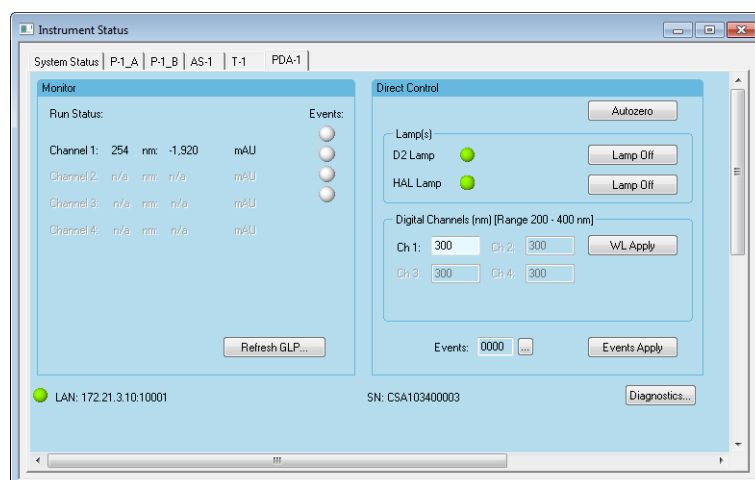 Instrument Status
System Status P-1_A P-1_B AS-1 T-1 PDA-1
Monitor
Run Status: Events:
Channel 1: 254 nm: -1,920 mAU
Channel 2: n/a nm: n/a mAU
Channel 3: n/a nm: n/a mAU
Channel 4: n/a nm: n/a mAU
Refresh GLP...
Direct Control
Autozero
Lamp(s)
D2 Lamp Lamp Off
HAL Lamp Lamp Off
Digital Channels (nm) [Range 200 - 400 nm]
Ch 1: 300 Ch 2: 300 WL Apply
Ch 3: 300 Ch 4: 300
Events: 0000 ... Events Apply
LAN: 172.21.3.10:10001 SN: CSA103400003 Diagnostics...